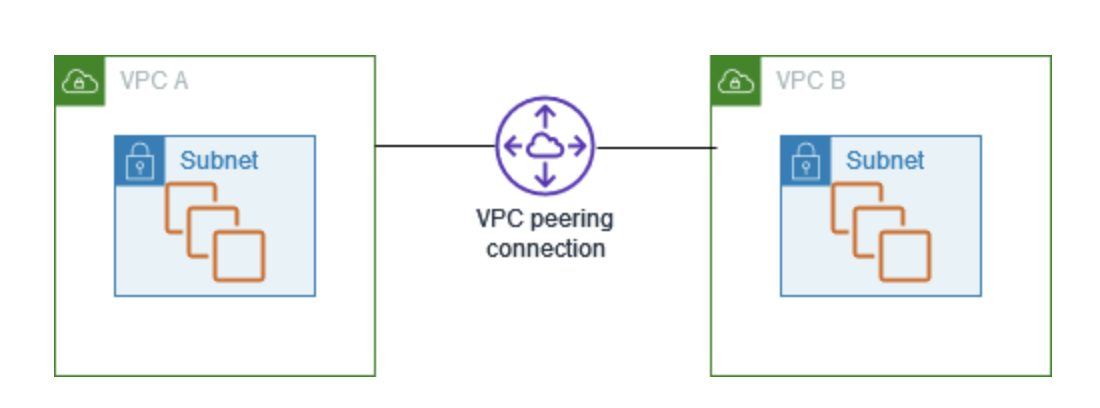 VPC A
VPC B
Subnet
Subnet
VPC peering
connection